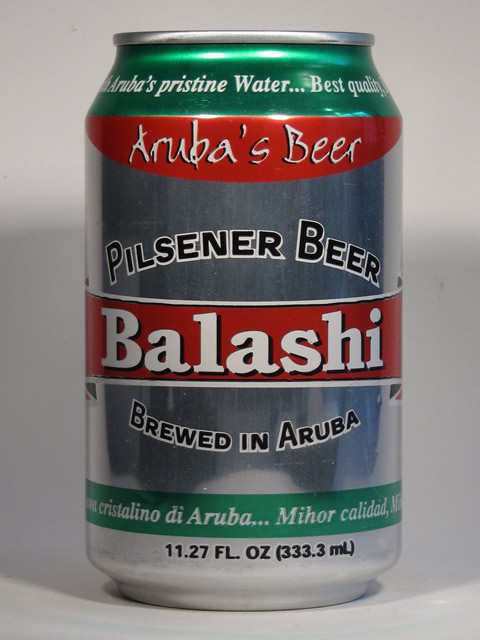 di Aruba's pristine Water... Best quality,
Aruba's Beer
PILSENER BEER
Balashi
BREWED IN ARUBA
cristalino di Aruba... Mihor calidad,
11.27 FL. OZ (333.3 mL)